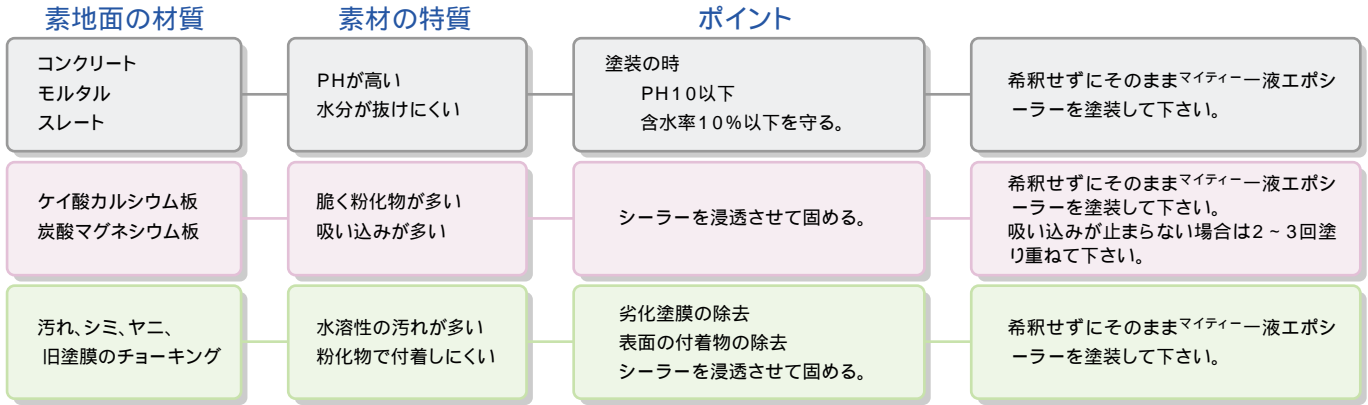 素地面の材質
素材の特質
ポイント
コンクリート
モルタル
スレート
PHが高い
水分が抜けにくい
塗装の時
PH10以下
含水率10%以下を守る。
希釈せずにそのままマイティー一液エポシ
ーラーを塗装して下さい。
ケイ酸カルシウム板
炭酸マグネシウム板
脆く粉化物が多い
吸い込みが多い
シーラーを浸透させて固める。
希釈せずにそのままマイティー一液エポシ
ーラーを塗装して下さい。
吸い込みが止まらない場合は2~3回塗
り重ねて下さい。
汚れ、シミ、ヤニ、
旧塗膜のチョーキング
水溶性の汚れが多い
粉化物で付着しにくい
劣化塗膜の除去
表面の付着物の除去
シーラーを浸透させて固める。
希釈せずにそのままマイティー一液エポシ
ーラーを塗装して下さい。